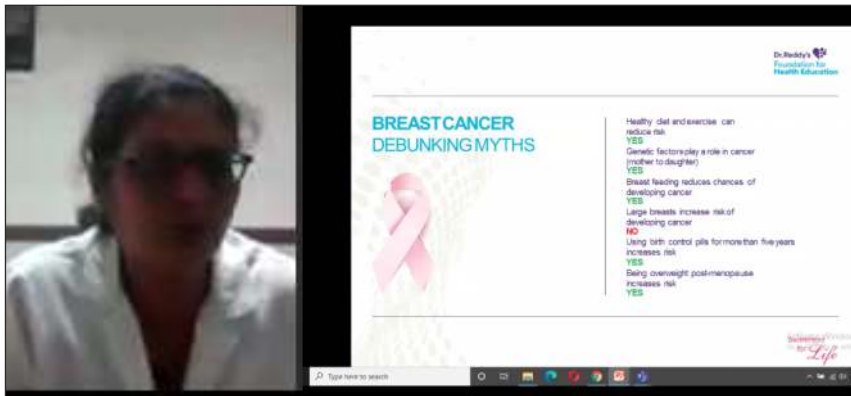 Dr.Reddy's
Foundation for
Health Education
BREAST CANCER
DEBUNKING MYTHS
Healthy diet and exercise can
reduce risk
YES
Genetic factors play a role in cancer
(mother to daughter)
YES
Breast feeding reduces chances of
developing cancer
YES
Large breasts increase risk of
developing cancer
NO
Using birth control pills for more than five years
increases risk
YES
Being overweight post-menopause
increases risk
YES
for Life
Type here to search